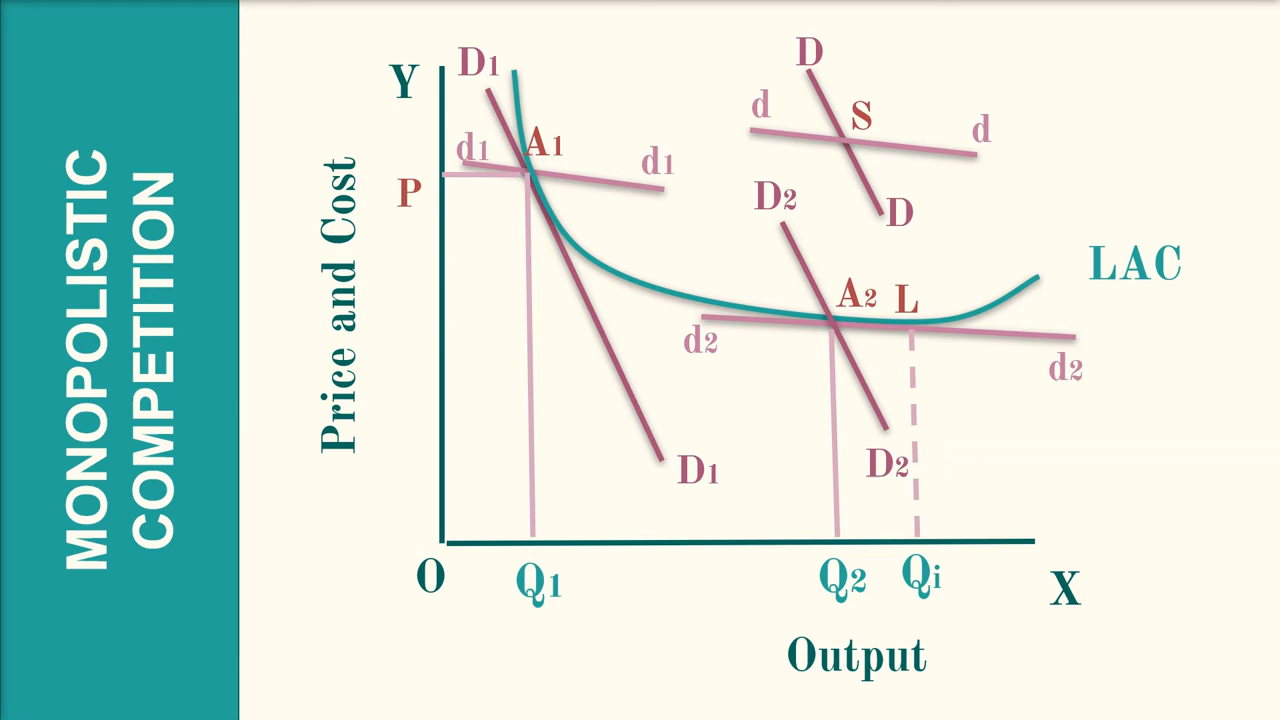 MONOPOLISTIC
COMPETITION
Y
Price and Cost
P
D1
d1
A1
d1
D1
D
d
S
d
D
D2
A2
L
LAC
d2
d2
D2
O
Q1
Q2
Qi
X
Output